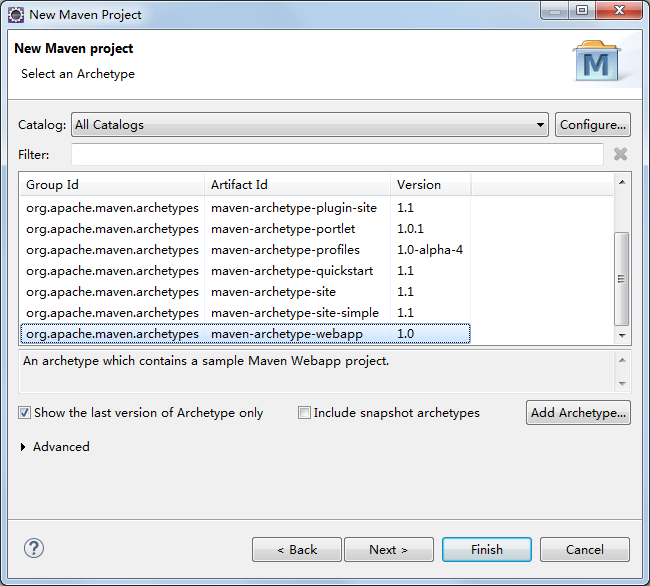 New Maven Project
New Maven project
Select an Archetype
M
Catalog: All Catalogs Configure...
Filter:
Group Id Artifact Id Version
org.apache.maven.archetypes maven-archetype-plugin-site 1.1
org.apache.maven.archetypes maven-archetype-portlet 1.0.1
org.apache.maven.archetypes maven-archetype-profiles 1.0-alpha-4
org.apache.maven.archetypes maven-archetype-quickstart 1.1
org.apache.maven.archetypes maven-archetype-site 1.1
org.apache.maven.archetypes maven-archetype-site-simple 1.1
org.apache.maven.archetypes maven-archetype-webapp 1.0
An archetype which contains a sample Maven Webapp project.
Show the last version of Archetype only Include snapshot archetypes Add Archetype...
Advanced
? < Back Next > Finish Cancel